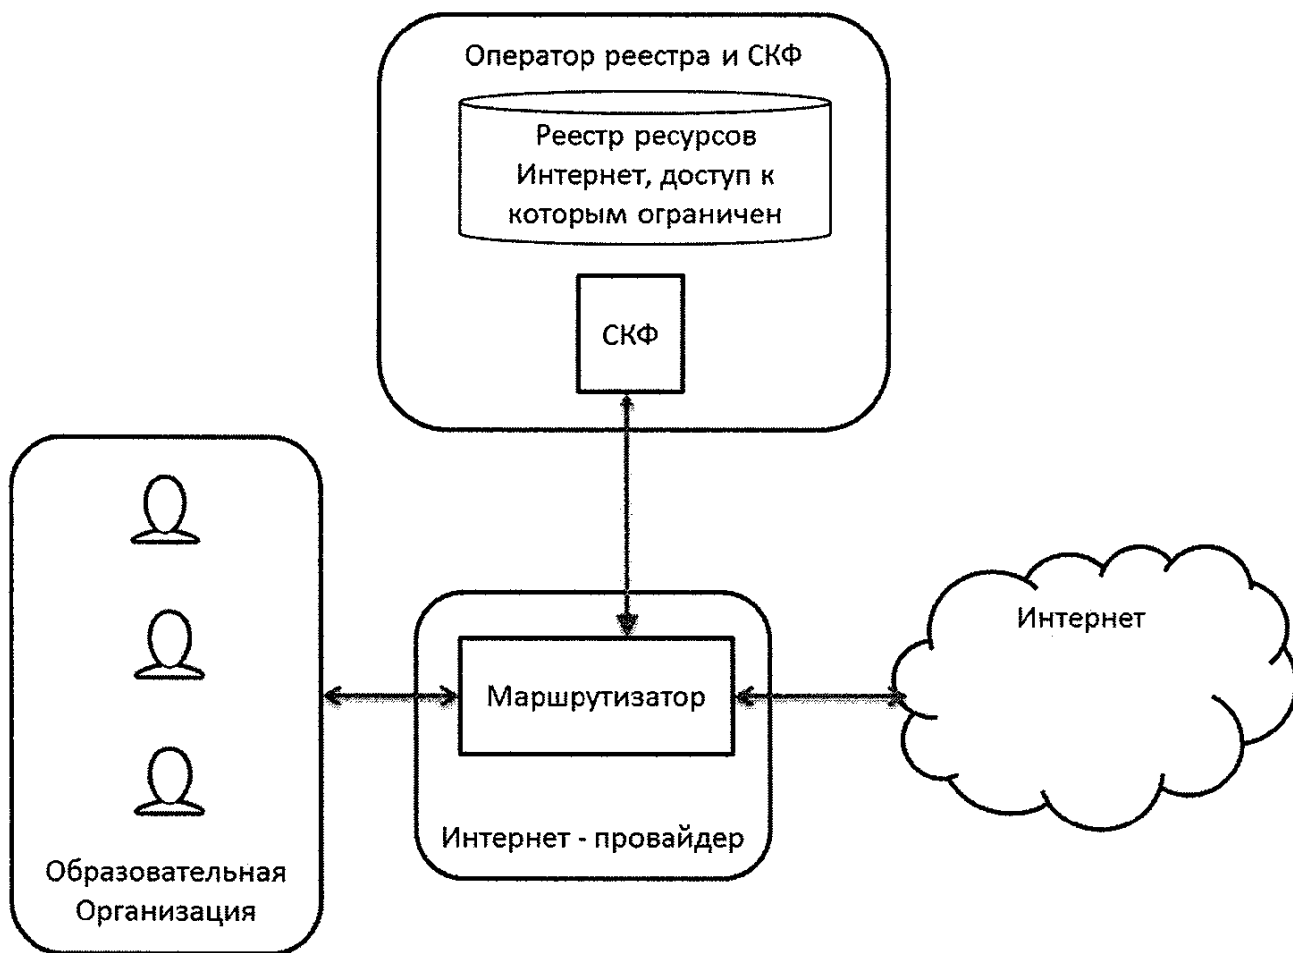 Оператор реестра и СКФ
Реестр ресурсов
Интернет, доступ к
которым ограничен
СКФ
Интернет
Маршрутизатор
Интернет - провайдер
Образовательная
Организация